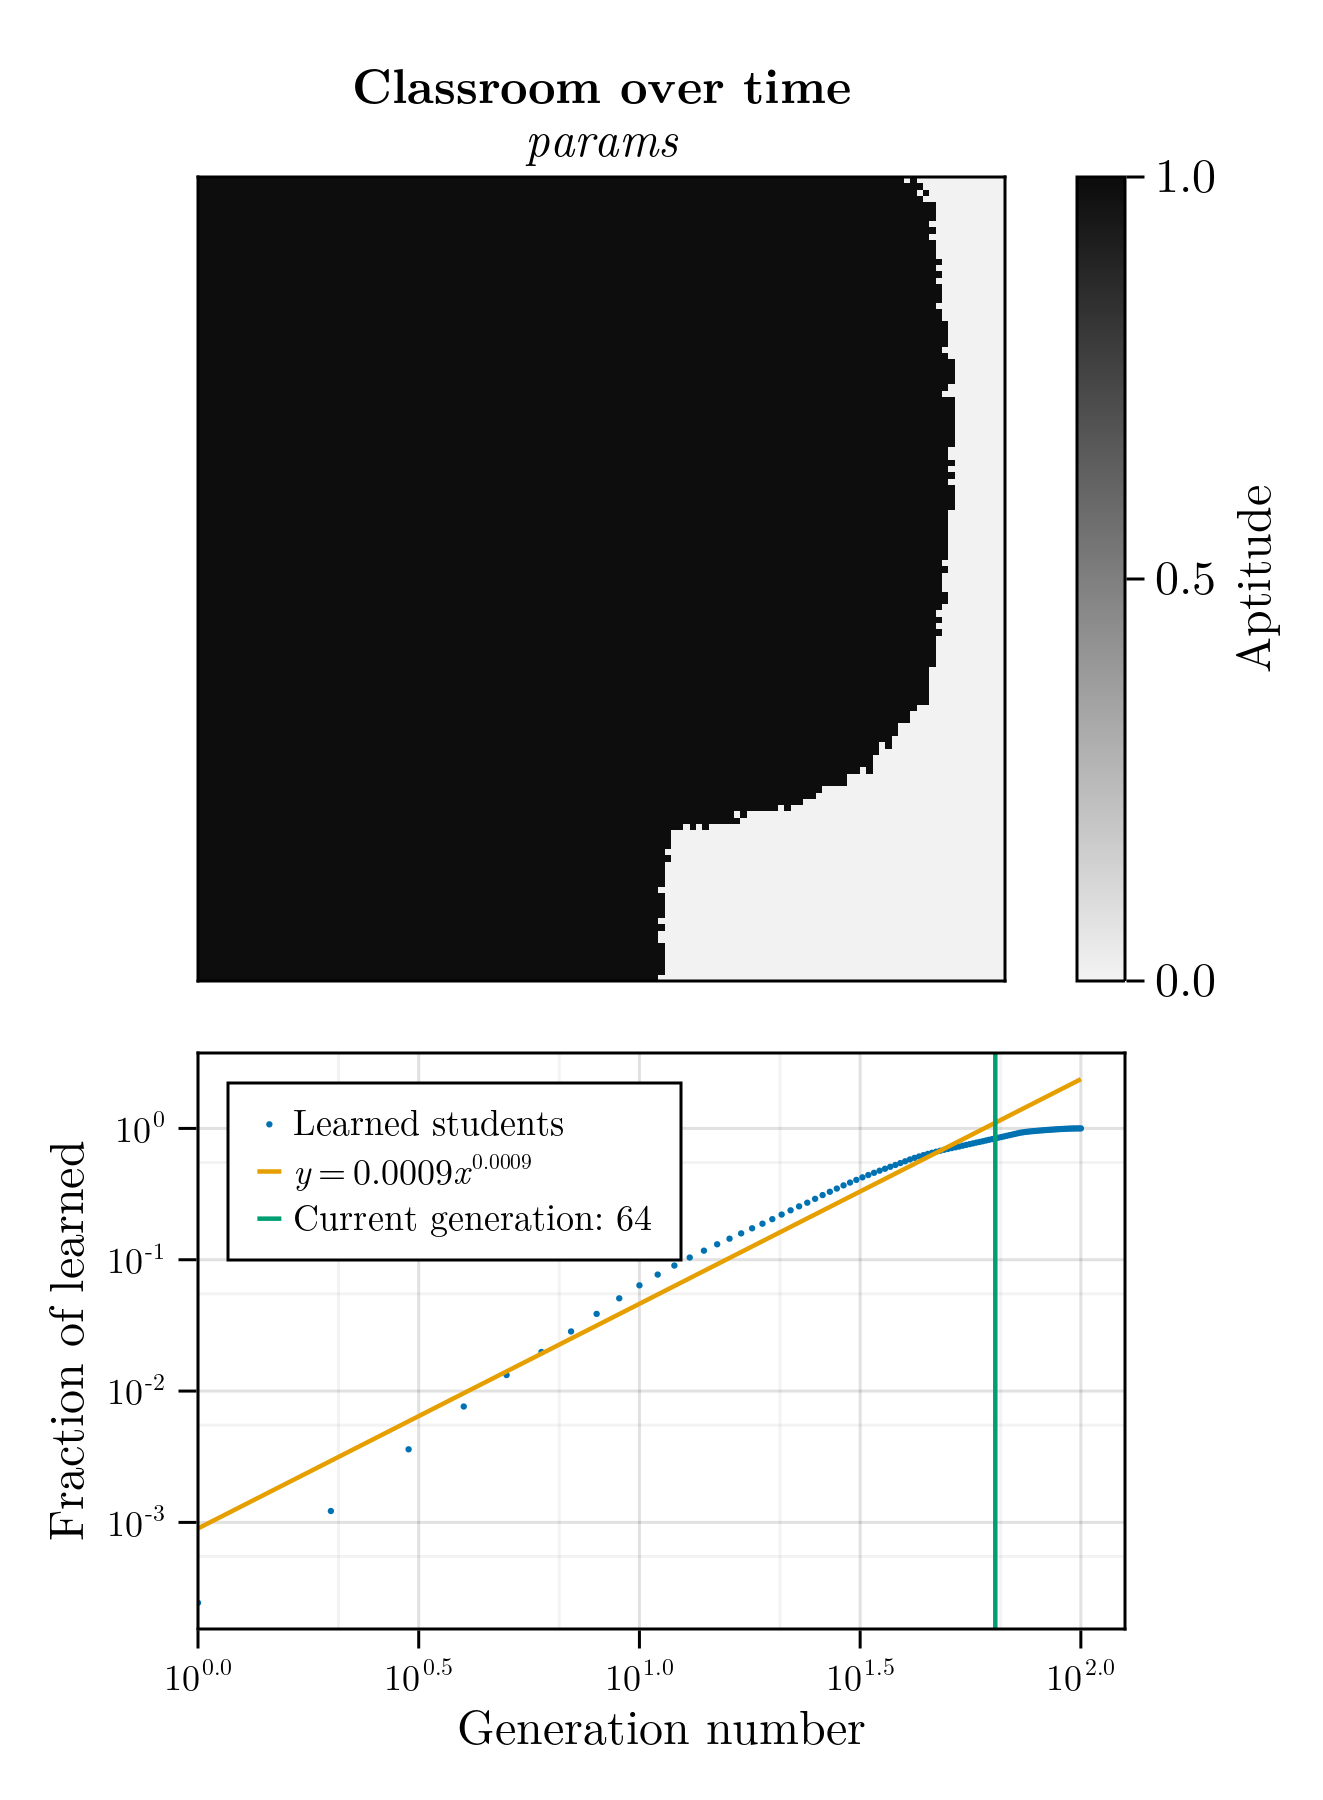 Classroom over time
params
1.0
0.5
0.0
Aptitude
Learned students
y = 0.0009x^0.0009
Current generation: 64
10^0
10^-1
10^-2
10^-3
Fraction of learned
10^0.0
10^0.5
10^1.0
10^1.5
10^2.0
Generation number